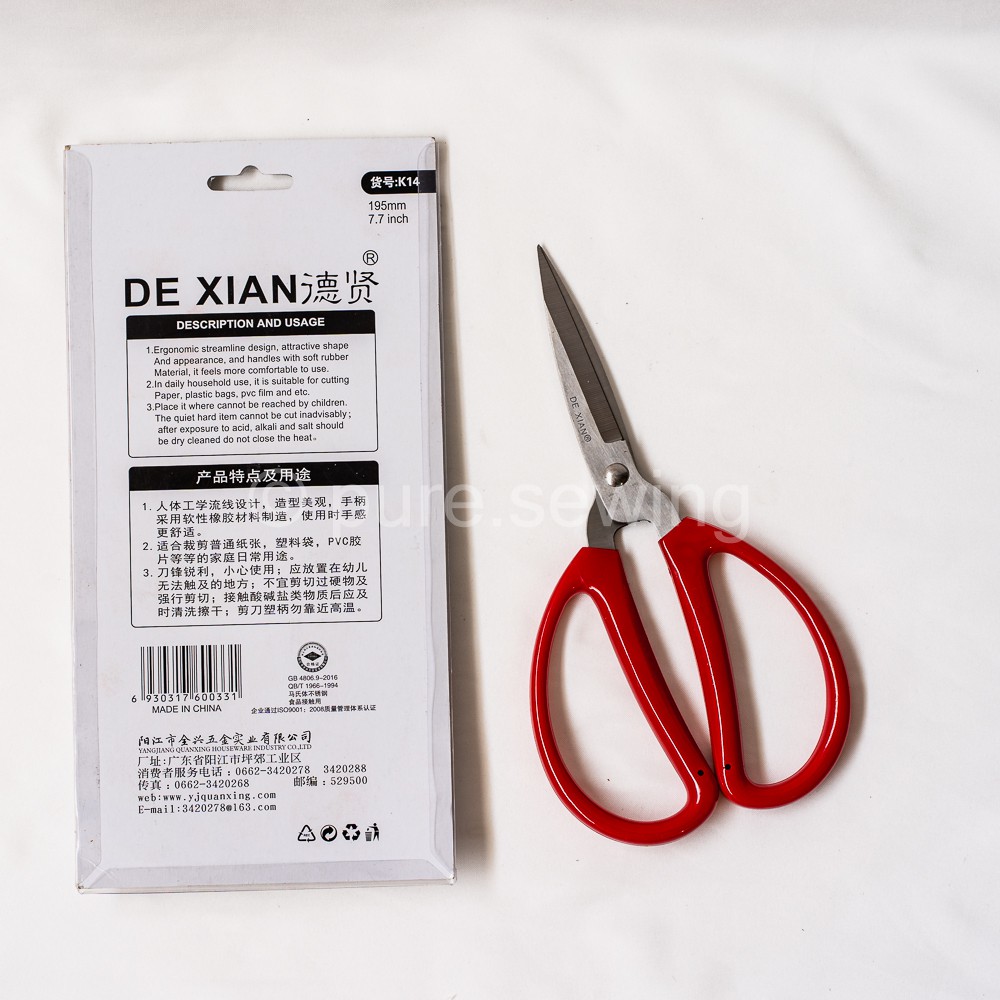 货号:K14
195mm
7.7 inch
®
DE XIAN德贤
DESCRIPTION AND USAGE
1.Ergonomic streamline design, attractive shape
And appearance, and handles with soft rubber
Material, it feels more comfortable to use.
2.In daily household use, it is suitable for cutting
Paper, plastic bags, pvc film and etc.
3.Place it where cannot be reached by children.
The quiet hard item cannot be cut inadvisably;
after exposure to acid, alkali and salt should
be dry cleaned do not close the heat。
产品特点及用途
1. 人体工学流线设计，造型美观，手柄
采用软性橡胶材料制造，使用时手感
更舒适。
2. 适合裁剪普通纸张，塑料袋，PVC胶
片等等的家庭日常用途。
3. 刀锋锐利，小心使用；应放置在幼儿
无法触及的地方；不宜剪切过硬物及
强行剪切；接触酸碱盐类物质后应及
时清洗擦干；剪刀塑柄勿靠近高温。
6 930317 600331
MADE IN CHINA
合格证
GB 4806.9-2016
QB/T 1966-1994
马氏体不锈钢
食品接触用
企业通过ISO9001：2008质量管理体系认证
阳江市全兴五金实业有限公司
YANGJIANG QUANXING HOUSEWARE INDUSTRY CO.,LTD
厂址:广东省阳江市坪郊工业区
消费者服务电话：0662-3420278 3420288
传真：0662-3420268 邮编：529500
web:www.yjquanxing.com
E-mail:3420278@163.com
DE XIAN®
© pure.sewing